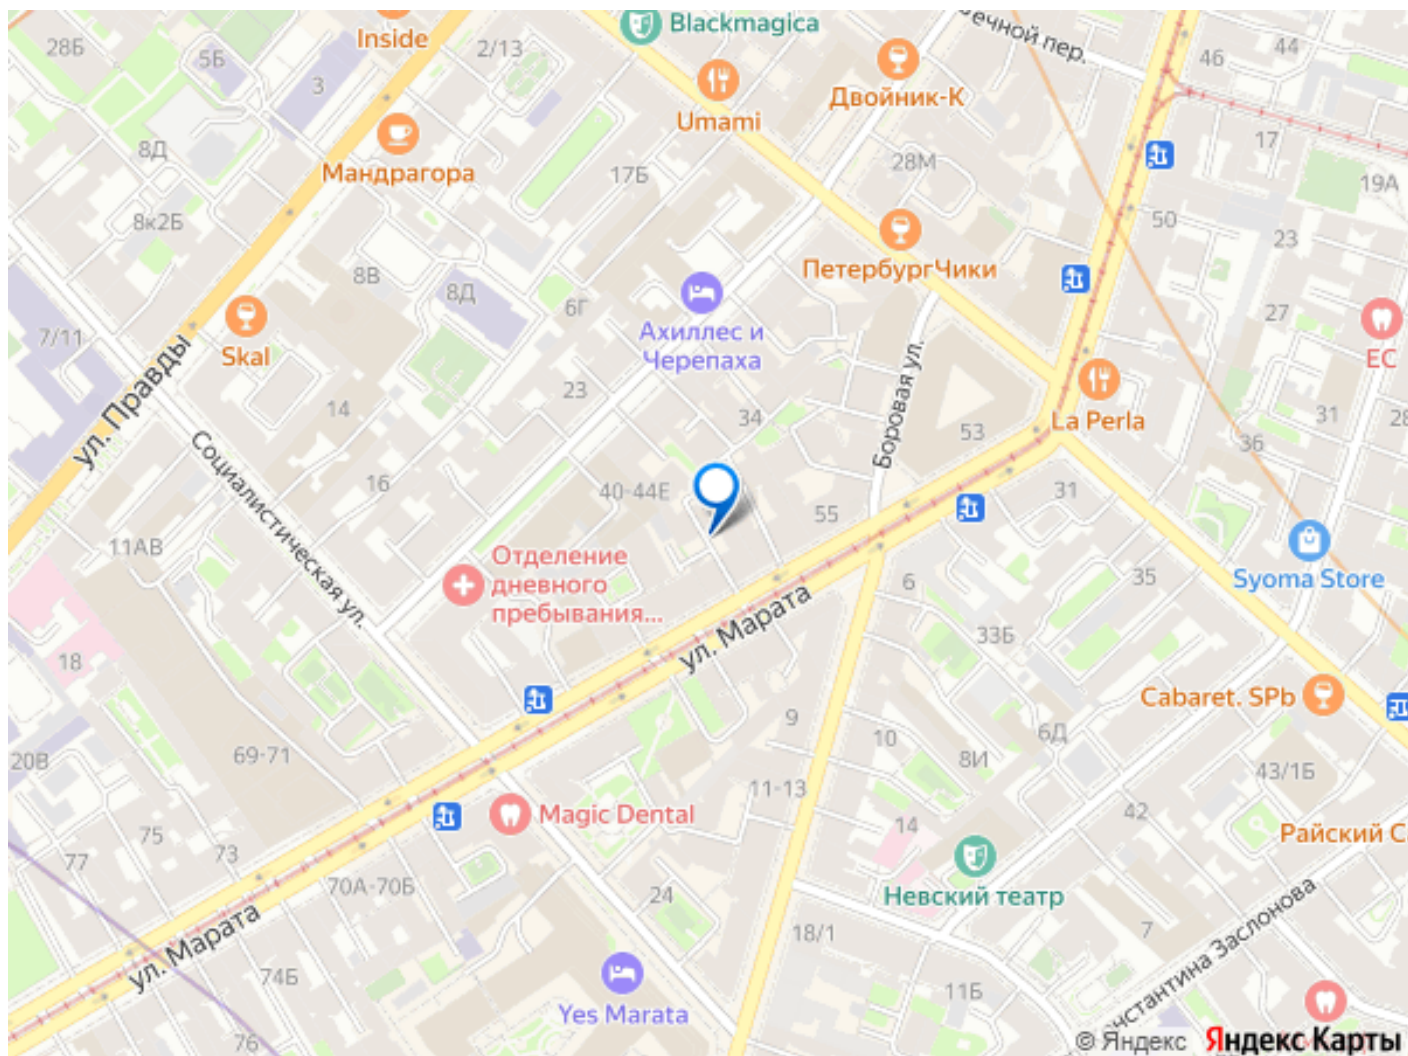 Blackmagica
ечной пер.
28Б
5Б
3
Inside
2/13
46
44
Umami
Двойник-К
17
8Д
Мандрагора
17Б
28М
19А
8к2Б
50
23
8В
8Д
6Г
ПетербургЧики
27
7/11
Skal
Ахиллес и
Черепаха
ЕС
ул. Правды
23
14
34
Боровая ул.
La Perla
53
31
28
36
Социалистическая ул.
16
40-44Е
55
31
11АВ
Отделение
дневного
пребывания...
6
35
Syoma Store
ул. Марата
33Б
18
Cabaret. SPb
9
10
6Д
8И
20В
69-71
11-13
43/1Б
42
Magic Dental
14
Райский С
75
77
73
70А-70Б
24
Невский театр
ул. Марата
18/1
7
нстантина Заслонова
74Б
11Б
Yes Marata
76
© Яндекс Яндекс Карты